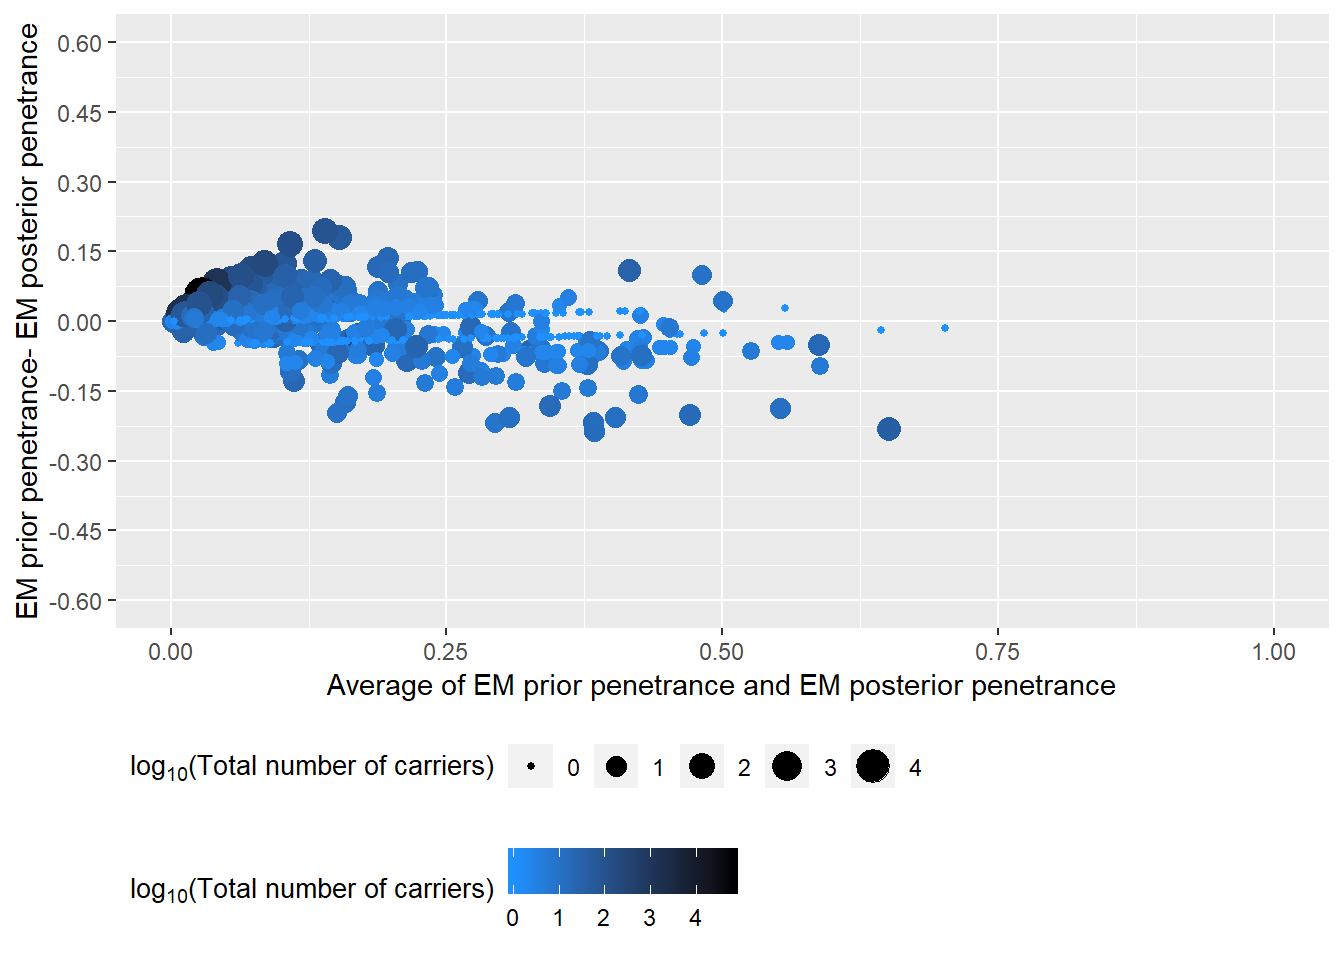 EM prior penetrance- EM posterior penetrance
0.60
0.45
0.30
0.15
0.00
-0.15
-0.30
-0.45
-0.60
0.00 0.25 0.50 0.75 1.00
Average of EM prior penetrance and EM posterior penetrance
log₁₀(Total number of carriers) 0 1 2 3 4
log₁₀(Total number of carriers)
0 1 2 3 4